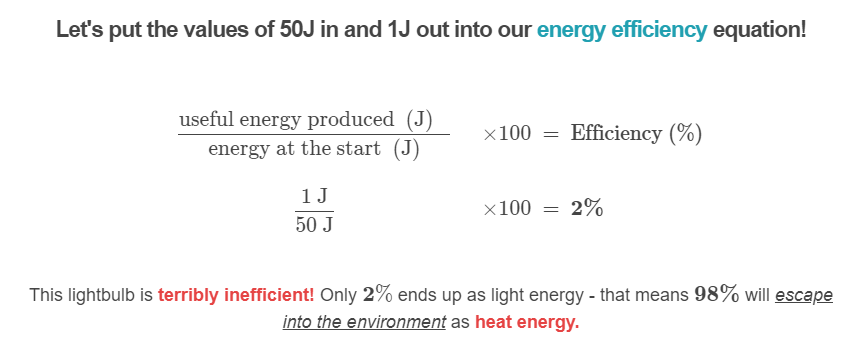 Let's put the values of 50J in and 1J out into our energy efficiency equation!
useful energy produced (J)
energy at the start (J)
×100 = Efficiency (%)
1 J
50 J
×100 = 2%
This lightbulb is terribly inefficient! Only 2% ends up as light energy - that means 98% will escape
into the environment as heat energy.